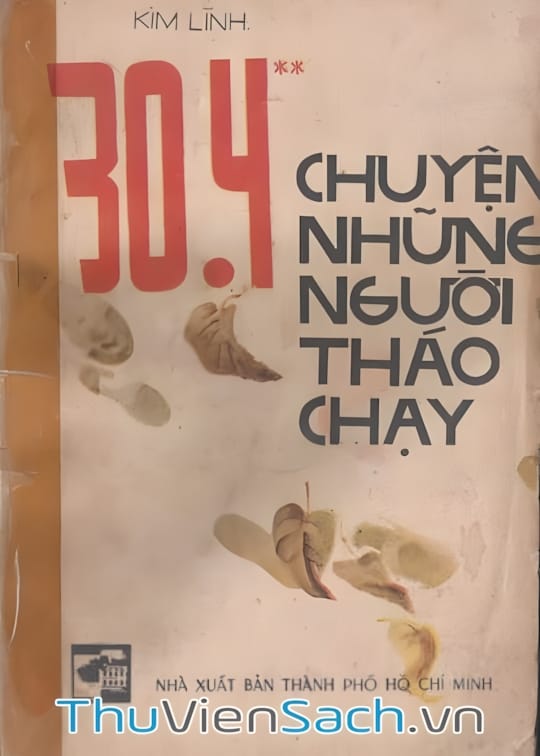 KIM LĨNH.
30.4**
CHUYỆN
NHỮNG
NGƯỜI
THÁO
CHẠY
NHÀ XUẤT BẢN THÀNH PHỐ HỒ CHÍ MINH
ThuVienSach.vn